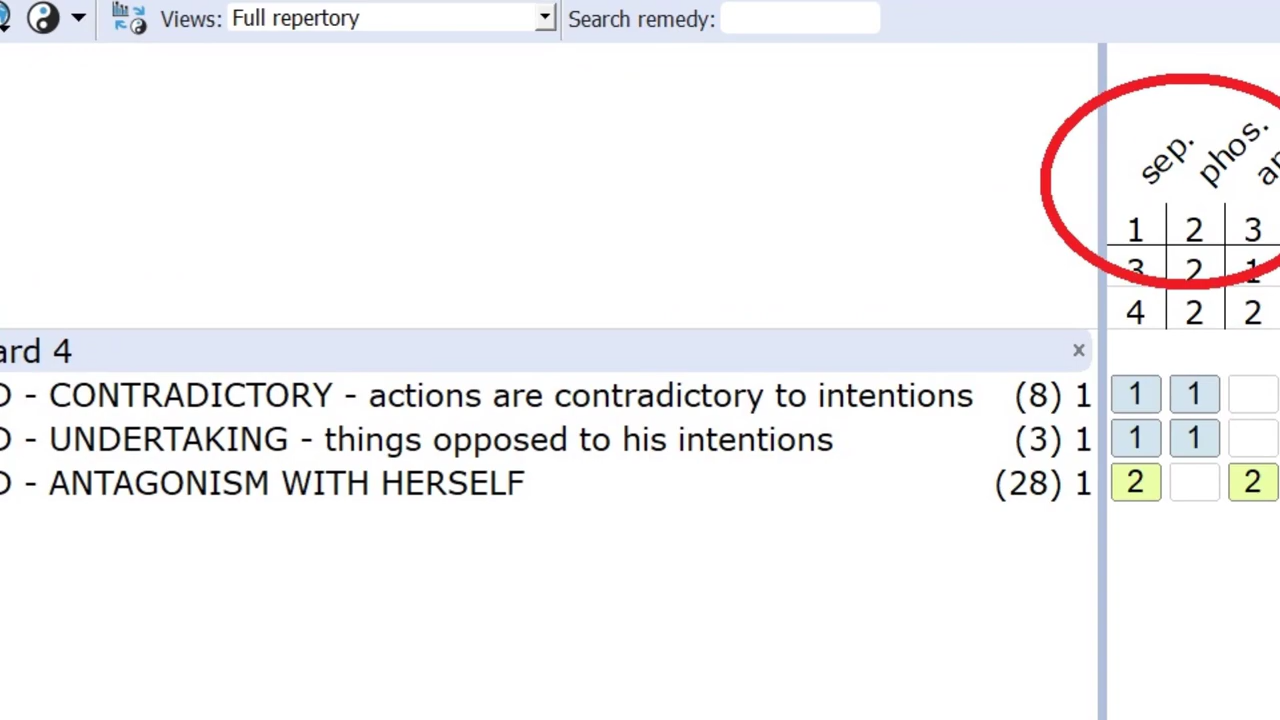 Views: Full repertory Search remedy:
sep. phos.
1 2 3
3 2 1
4 2 2
4 x
- CONTRADICTORY - actions are contradictory to intentions (8) 1 1 1
- UNDERTAKING - things opposed to his intentions (3) 1 1 1
- ANTAGONISM WITH HERSELF (28) 1 2 2